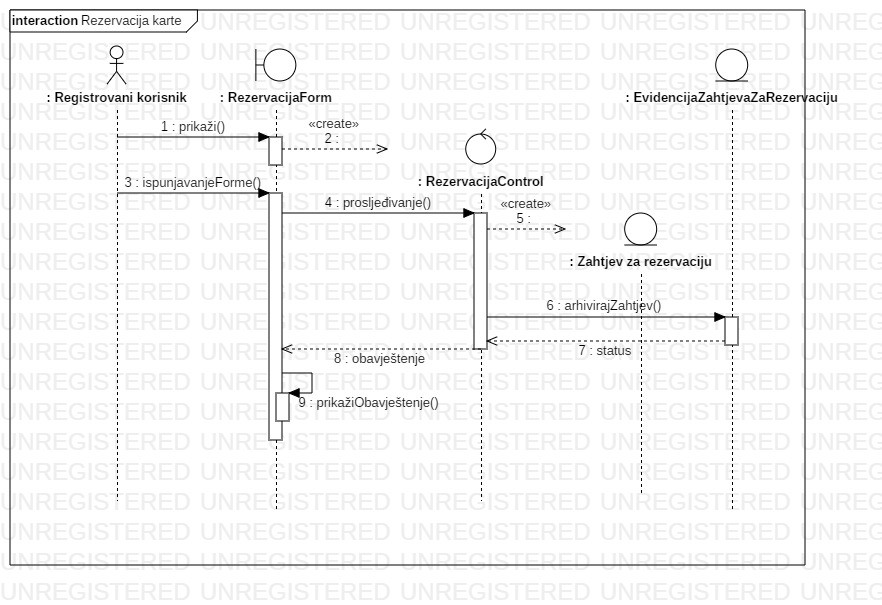 interaction Rezervacija karte
: Registrovani korisnik
: RezervacijaForm
: EvidencijaZahtjevaZaRezervaciju
1 : prikaži()
«create»
2 :
: RezervacijaControl
3 : ispunjavanjeForme()
4 : prosljeđivanje()
«create»
5 :
: Zahtjev za rezervaciju
6 : arhivirajZahtjev()
7 : status
8 : obavještenje
9 : prikažiObavještenje()
UNREGISTERED